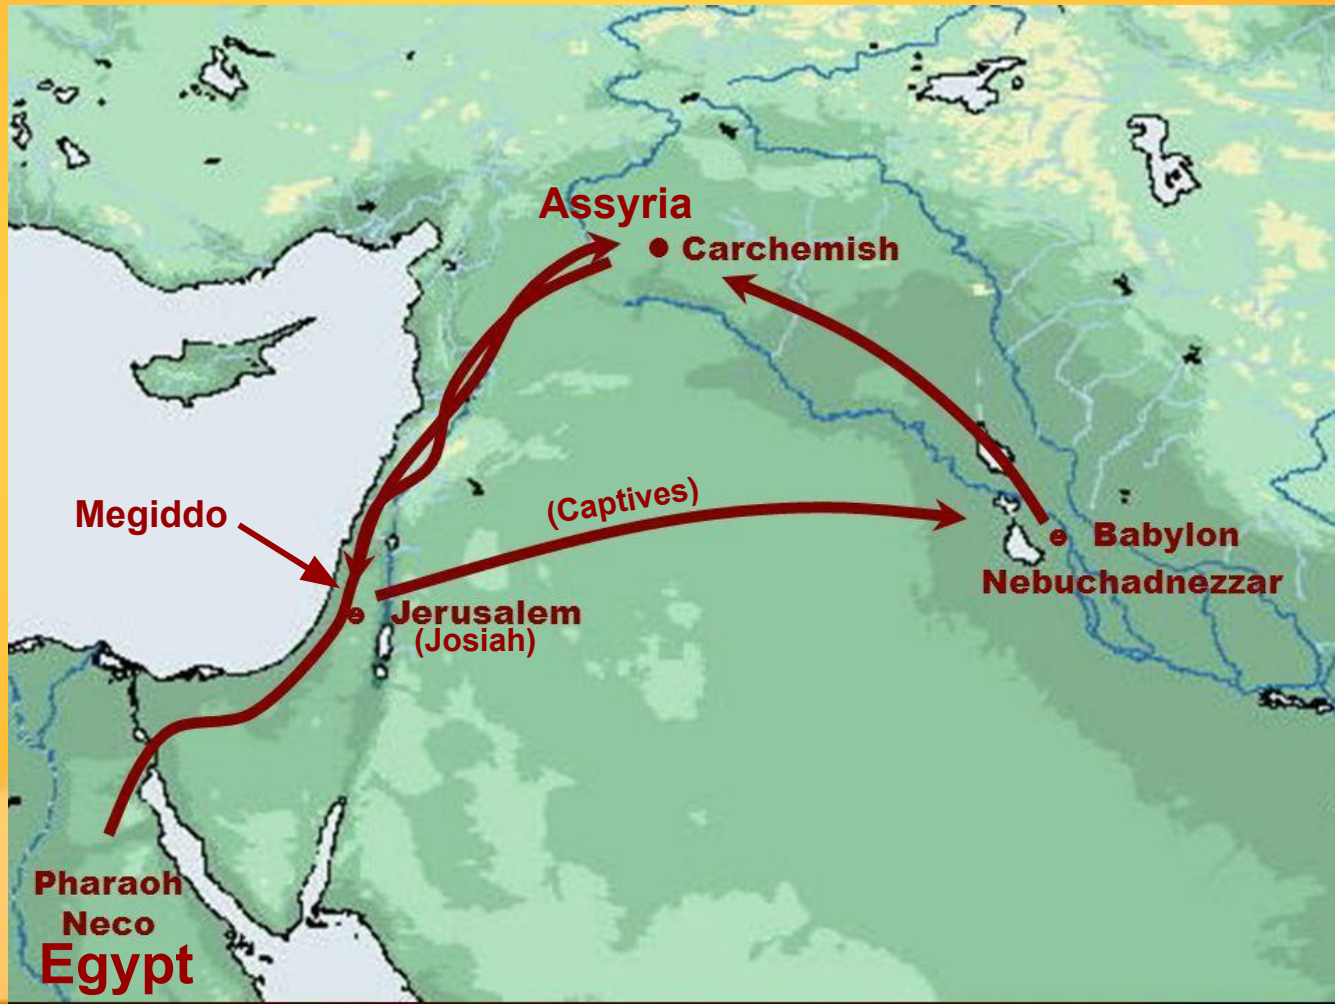 Assyria
Carchemish
(Captives)
Megiddo
Babylon
Nebuchadnezzar
Jerusalem
(Josiah)
Pharaoh
Neco
Egypt